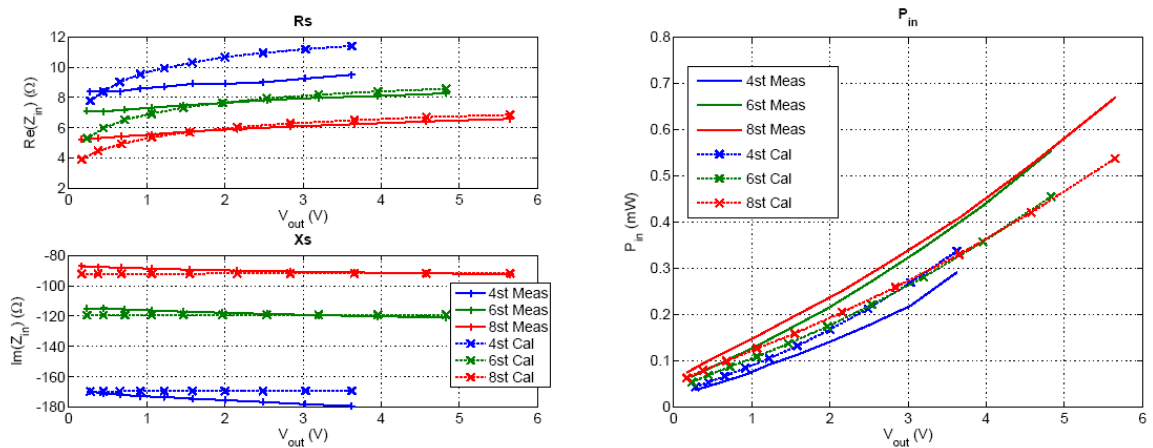 Rs
12
10
8
6
4
2
Re(Z_in) (Ω)
0 1 2 3 4 5 6
V_out (V)
Xs
-80
-100
-120
-140
-160
-180
Im(Z_in) (Ω)
4st Meas
6st Meas
8st Meas
4st Cal
6st Cal
8st Cal
0 1 2 3 4 5 6
V_out (V)
P_in
0.8
0.7
0.6
0.5
0.4
0.3
0.2
0.1
0
P_in (mW)
4st Meas
6st Meas
8st Meas
4st Cal
6st Cal
8st Cal
0 1 2 3 4 5 6
V_out (V)